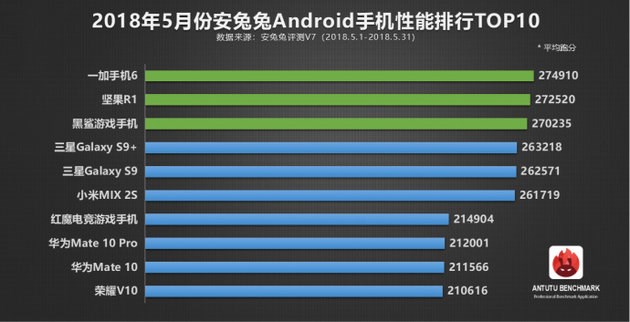 2018年5月份安兔兔Android手机性能排行TOP10
数据来源：安兔兔评测V7（2018.5.1-2018.5.31）
* 平均跑分
一加手机6 274910
坚果R1 272520
黑鲨游戏手机 270235
三星Galaxy S9+ 263218
三星Galaxy S9 262571
小米MIX 2S 261719
红魔电竞游戏手机 214904
华为Mate 10 Pro 212001
华为Mate 10 211566
荣耀V10 210616
ANTUTU BENCHMARK
Professional Benchmark Application